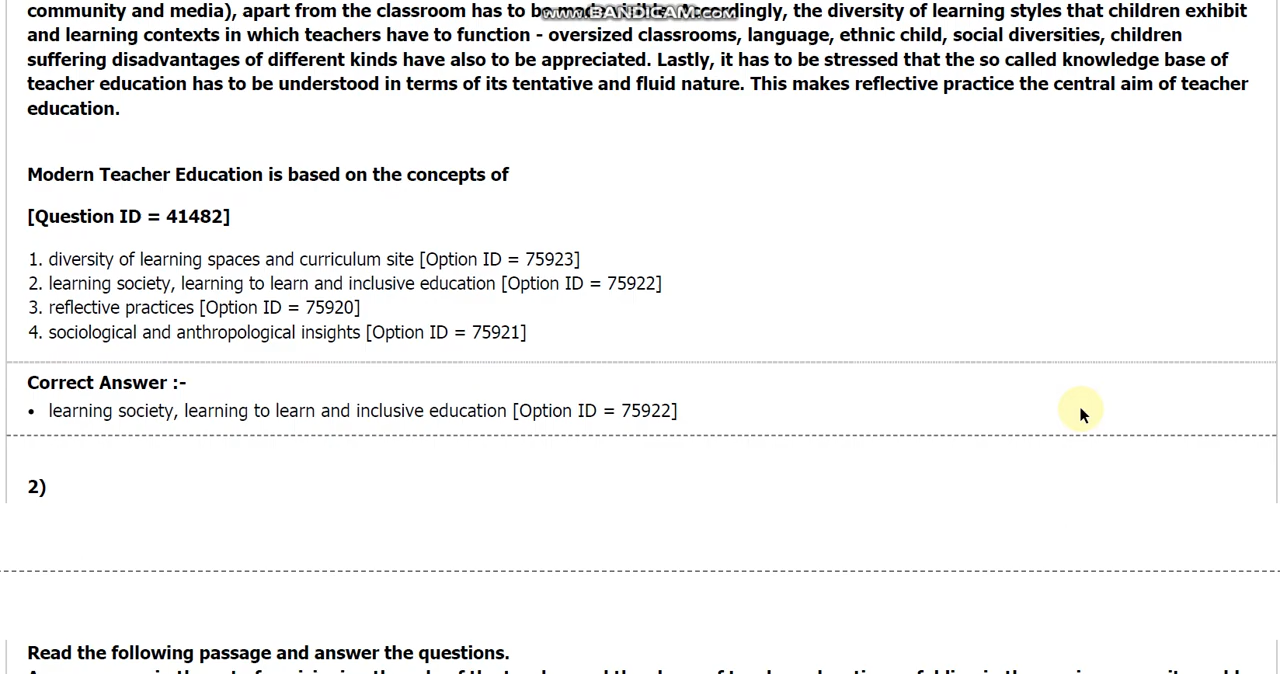 community and media), apart from the classroom has to be made visible. Accordingly, the diversity of learning styles that children exhibit
www.BANDICAM.com
and learning contexts in which teachers have to function - oversized classrooms, language, ethnic child, social diversities, children
suffering disadvantages of different kinds have also to be appreciated. Lastly, it has to be stressed that the so called knowledge base of
teacher education has to be understood in terms of its tentative and fluid nature. This makes reflective practice the central aim of teacher
education.
Modern Teacher Education is based on the concepts of
[Question ID = 41482]
1. diversity of learning spaces and curriculum site [Option ID = 75923]
2. learning society, learning to learn and inclusive education [Option ID = 75922]
3. reflective practices [Option ID = 75920]
4. sociological and anthropological insights [Option ID = 75921]
Correct Answer :-
• learning society, learning to learn and inclusive education [Option ID = 75922]
2)
Read the following passage and answer the questions.